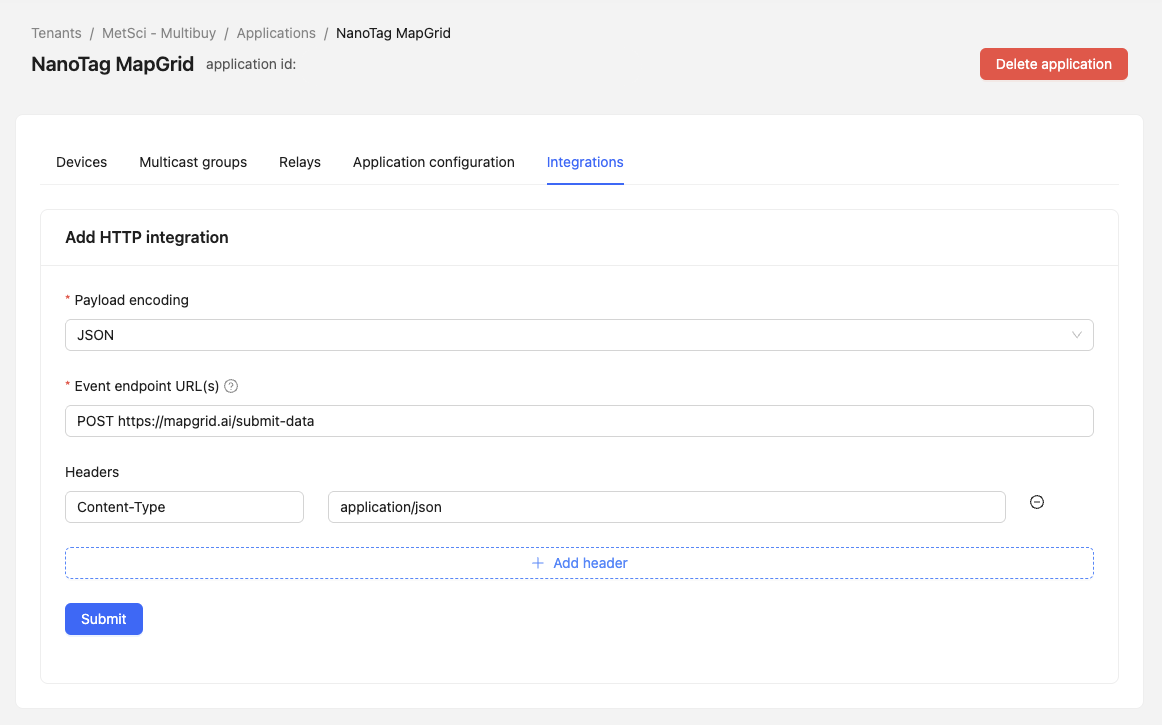 Tenants / MetSci - Multibuy / Applications / NanoTag MapGrid
NanoTag MapGrid application id:
Delete application
Devices Multicast groups Relays Application configuration Integrations
Add HTTP integration
* Payload encoding
JSON
* Event endpoint URL(s) ?
POST https://mapgrid.ai/submit-data
Headers
Content-Type application/json
+ Add header
Submit